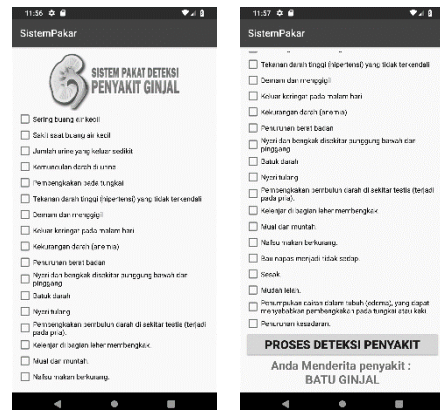 11:56
SistemPakar
SISTEM PAKAT DETEKSI
PENYAKIT GINJAL
Sering buang air kecil
Sakit saat buang air kecil
Jumlah urine yang keluar sedikit
Kemunculan darah di urine
Pembengkakan pada tungkai
Tekanan darah tinggi (hipertensi) yang tidak terkendali
Demam dan menggigil
Keluar keringat pada malam hari
Kekurangan darah (anemia)
Penurunan berat badan
Nyeri dan bengkak disekitar punggung bawah dan
pinggang
Batuk darah
Nyeri tulang
Pembengkakan pembuluh darah di sekitar testis (terjadi
pada pria).
Kelenjar di bagian leher membengkak.
Mual dan muntah.
Nafsu makan berkurang.
11:57
SistemPakar
Tekanan darah tinggi (hipertensi) yang tidak terkendali
Demam dan menggigil
Keluar keringat pada malam hari
Kekurangan darah (anemia)
Penurunan berat badan
Nyeri dan bengkak disekitar punggung bawah dan
pinggang
Batuk darah
Nyeri tulang
Pembengkakan pembuluh darah di sekitar testis (terjadi
pada pria).
Kelenjar di bagian leher membengkak.
Mual dan muntah.
Nafsu makan berkurang.
Bau napas menjadi tidak sedap.
Sesak.
Mudah lelah.
Penumpukan cairan dalam tubuh (edema), yang dapat
menyebabkan pembengkakan pada tungkai atau kaki
Penurunan kesadaran.
PROSES DETEKSI PENYAKIT
Anda Menderita penyakit :
BATU GINJAL